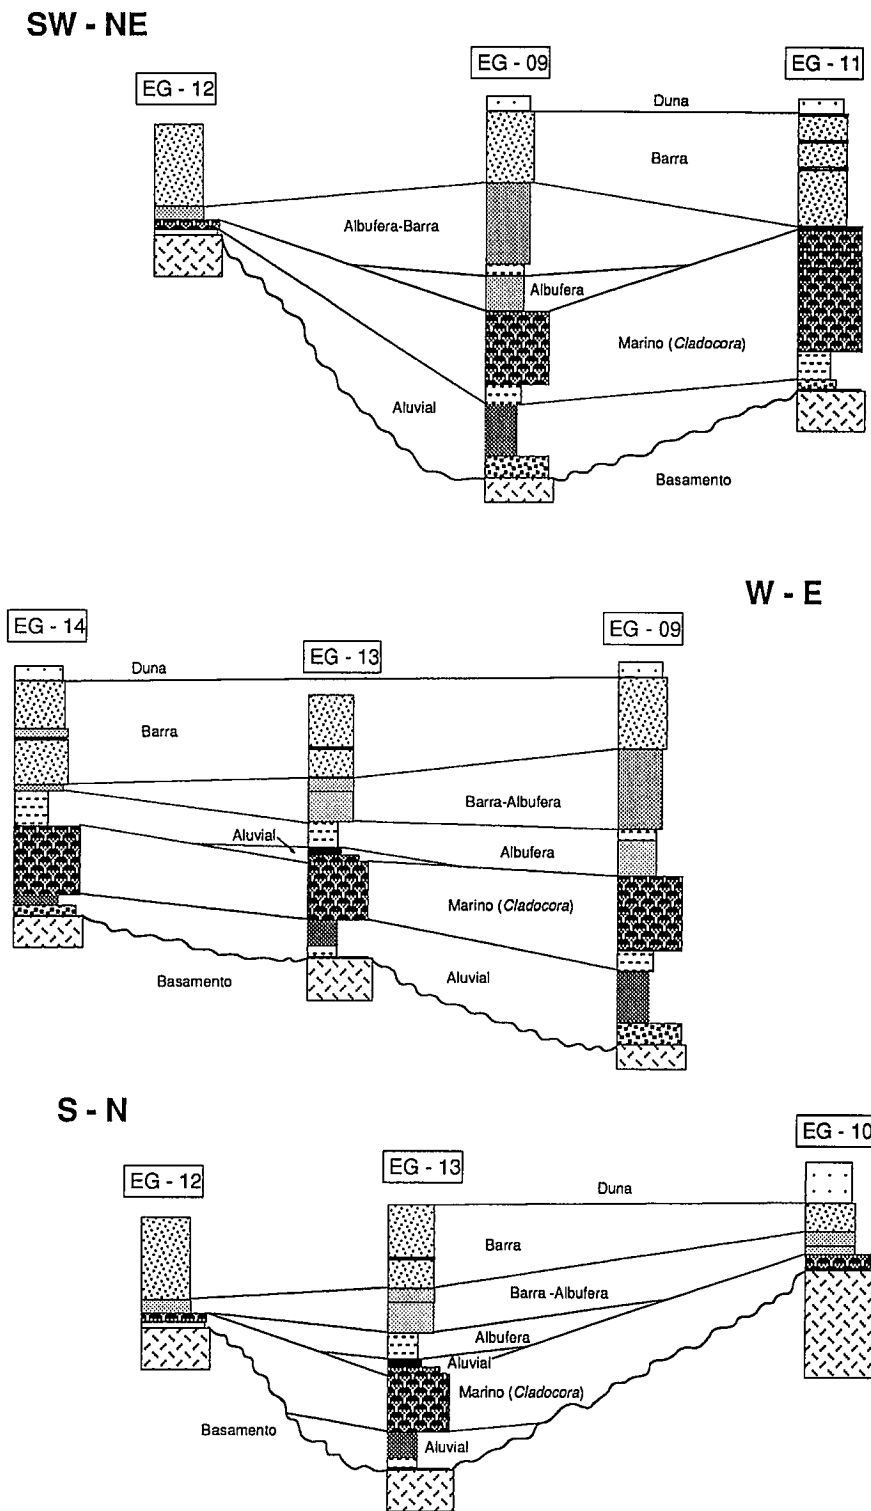 SW - NE
EG - 12
EG - 09
EG - 11
Duna
Barra
Albufera-Barra
Albufera
Marino (Cladocora)
Aluvial
Basamento
W - E
EG - 14
EG - 13
EG - 09
Duna
Barra
Barra-Albufera
Aluvial
Albufera
Marino (Cladocora)
Basamento
Aluvial
S - N
EG - 12
EG - 13
EG - 10
Duna
Barra
Barra -Albufera
Albufera
Aluvial
Marino (Cladocora)
Basamento
Aluvial